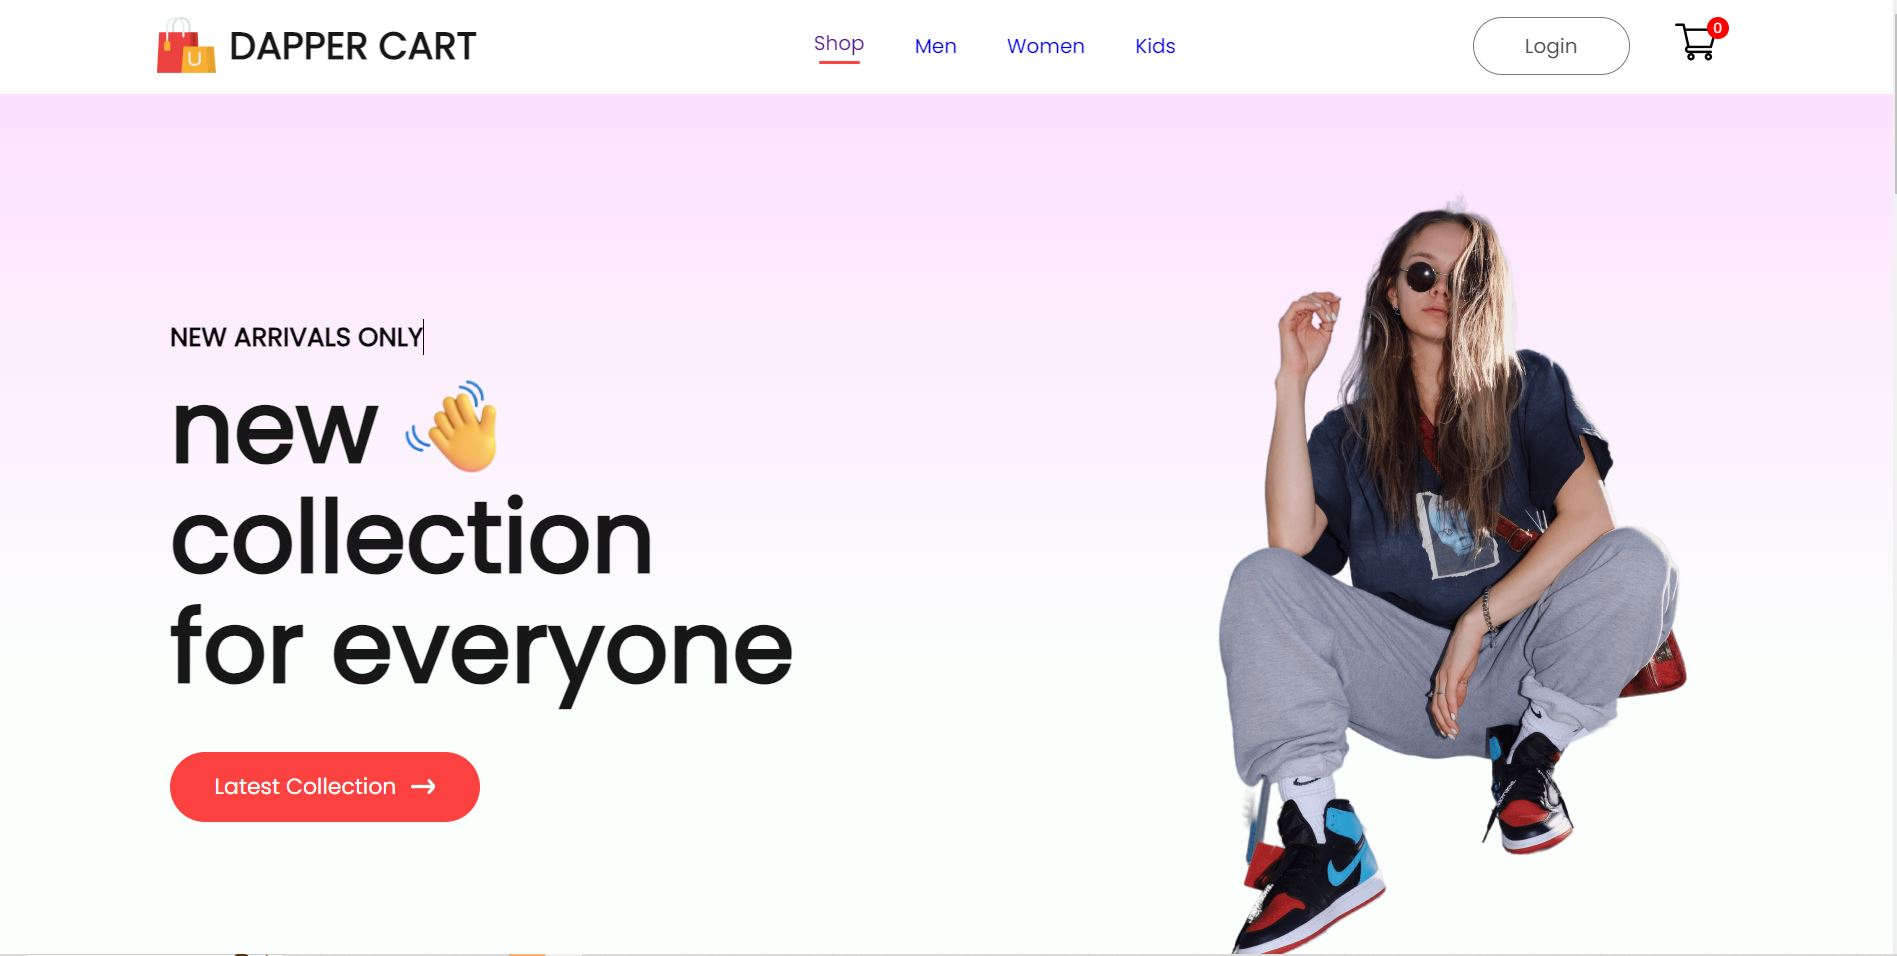 U
DAPPER CART
Shop
Men
Women
Kids
Login
0
NEW ARRIVALS ONLY
new 👋
collection
for everyone
Latest Collection →